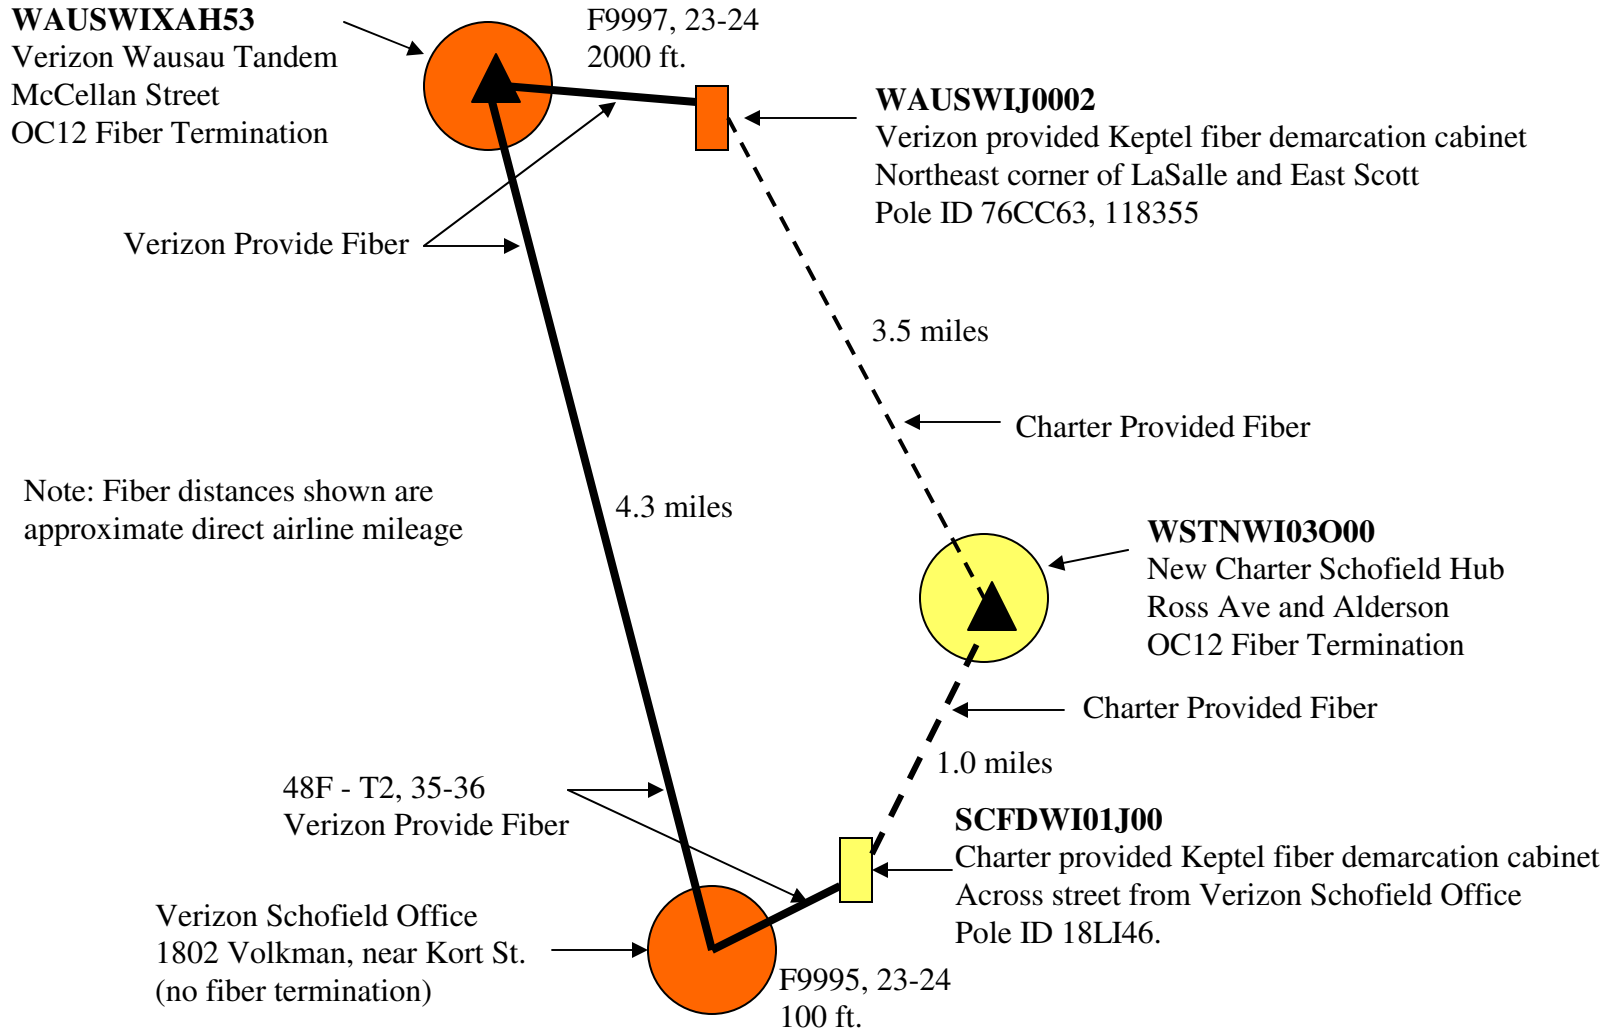 WAUSWIXAH53
Verizon Wausau Tandem
McCellan Street
OC12 Fiber Termination
F9997, 23-24
2000 ft.
WAUSWIJ0002
Verizon provided Keptel fiber demarcation cabinet
Northeast corner of LaSalle and East Scott
Pole ID 76CC63, 118355
Verizon Provide Fiber
3.5 miles
Charter Provided Fiber
Note: Fiber distances shown are
approximate direct airline mileage
4.3 miles
WSTNWI03O00
New Charter Schofield Hub
Ross Ave and Alderson
OC12 Fiber Termination
Charter Provided Fiber
1.0 miles
48F - T2, 35-36
Verizon Provide Fiber
SCFDWI01J00
Charter provided Keptel fiber demarcation cabinet
Across street from Verizon Schofield Office
Pole ID 18LI46.
Verizon Schofield Office
1802 Volkman, near Kort St.
(no fiber termination)
F9995, 23-24
100 ft.